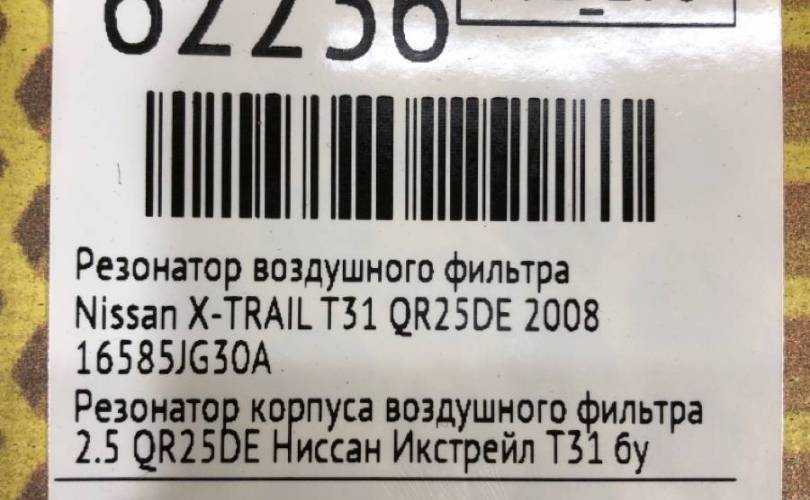 62236
Резонатор воздушного фильтра
Nissan X-TRAIL T31 QR25DE 2008
16585JG30A
Резонатор корпуса воздушного фильтра
2.5 QR25DE Ниссан Икстрейл Т31 бу